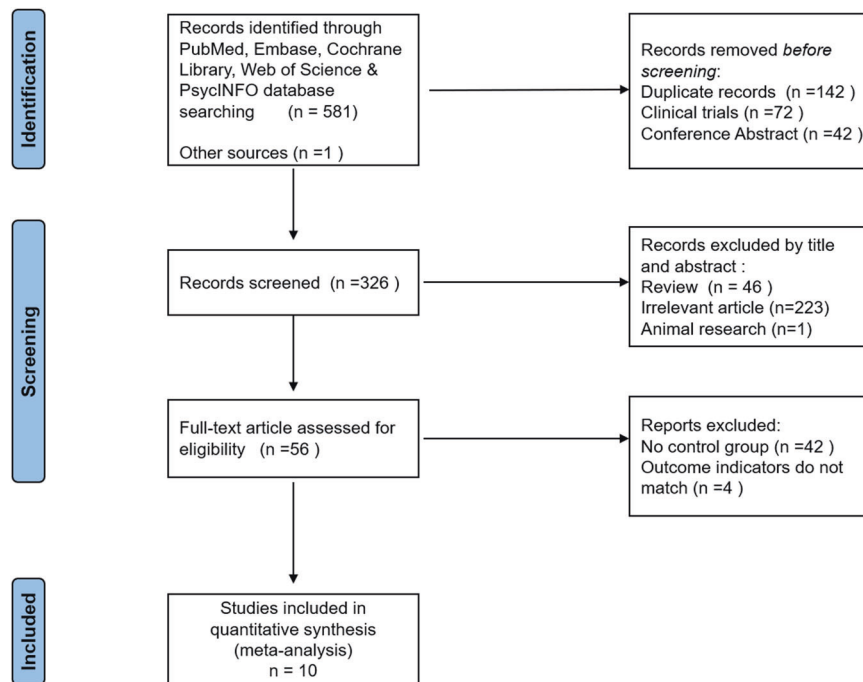 Identification
Records identified through
PubMed, Embase, Cochrane
Library, Web of Science &
PsycINFO database
searching (n = 581)
Other sources (n =1 )
Records removed before
screening:
Duplicate records (n =142 )
Clinical trials (n =72 )
Conference Abstract (n =42 )
Screening
Records screened (n =326 )
Records excluded by title
and abstract :
Review (n = 46 )
Irrelevant article (n=223)
Animal research (n=1)
Full-text article assessed for
eligibility (n =56 )
Reports excluded:
No control group (n =42 )
Outcome indicators do not
match (n =4 )
Included
Studies included in
quantitative synthesis
(meta-analysis)
n = 10